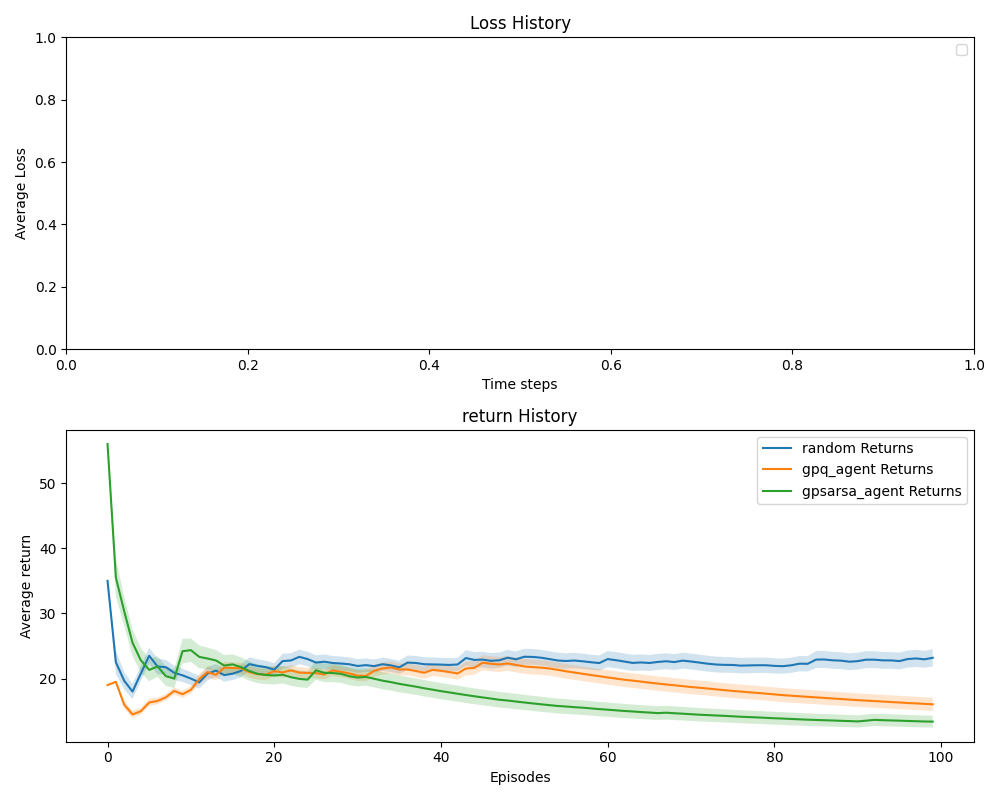 Loss History
1.0
0.8
0.6
0.4
0.2
0.0
Average Loss
0.0 0.2 0.4 0.6 0.8 1.0
Time steps
return History
random Returns
gpq_agent Returns
gpsarsa_agent Returns
50
40
30
20
Average return
0 20 40 60 80 100
Episodes